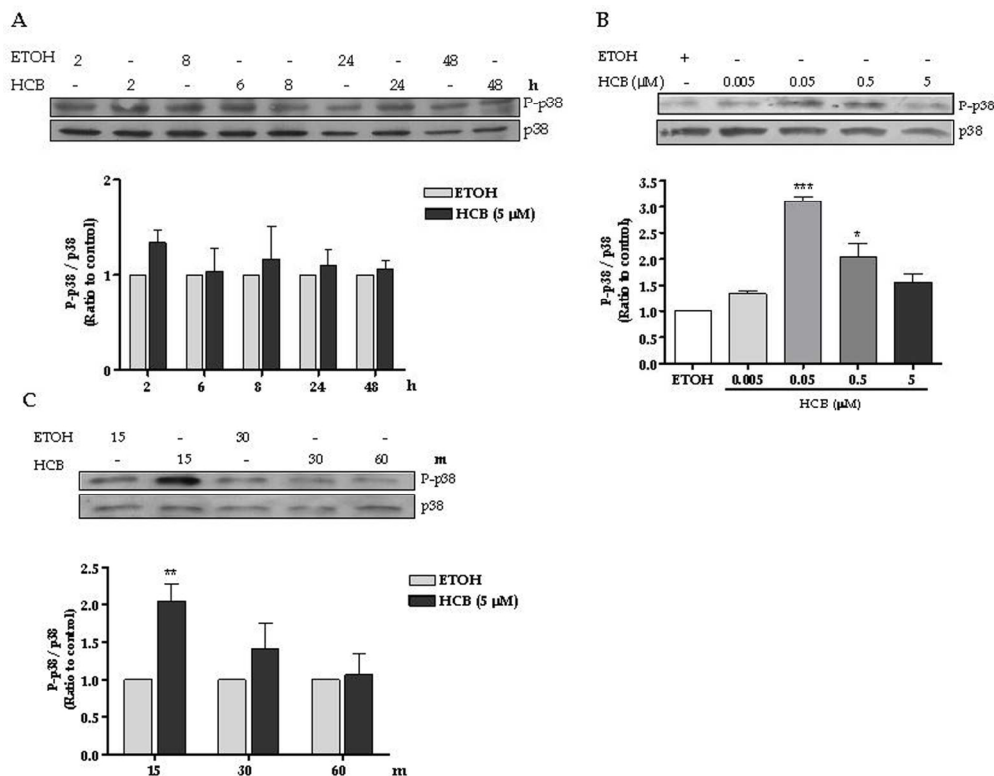 A
ETOH 2 - 8 - - 24 - 48 -
HCB - 2 - 6 8 - 24 - 48 h
P-p38
p38
2
1
0
P-p38 / p38
(Ratio to control)
ETOH
HCB (5 µM)
2 6 8 24 48 h
B
ETOH + - - - -
HCB (µM) - 0.005 0.05 0.5 5
P-p38
p38
3.5
3.0
2.5
2.0
1.5
1.0
0.5
0.0
P-p38 / p38
(Ratio to control)
***
*
ETOH 0.005 0.05 0.5 5
HCB (µM)
C
ETOH 15 - 30 - -
HCB - 15 - 30 60 m
P-p38
p38
2.5
2.0
1.5
1.0
0.5
0.0
P-p38 / p38
(Ratio to control)
**
ETOH
HCB (5 µM)
15 30 60 m